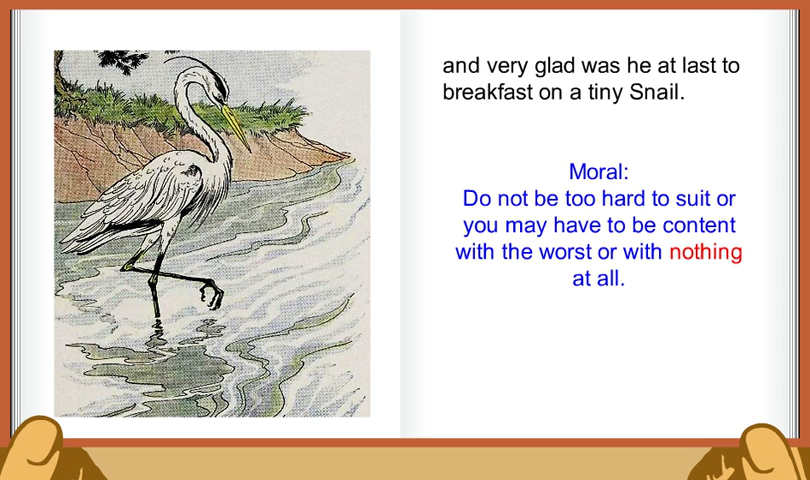 and very glad was he at last to
breakfast on a tiny Snail.
Moral:
Do not be too hard to suit or
you may have to be content
with the worst or with nothing
at all.